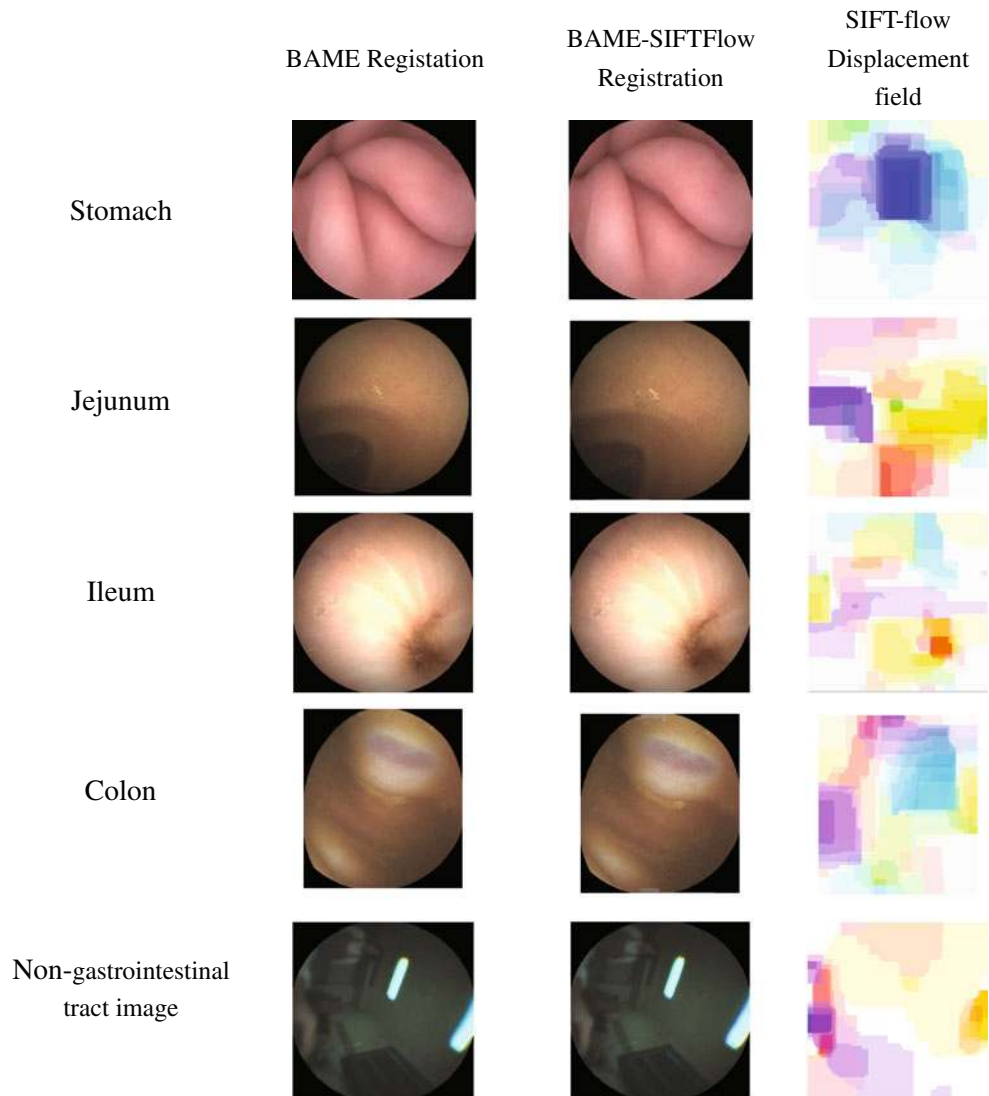 BAME Registation
BAME-SIFTFlow
Registration
SIFT-flow
Displacement
field
Stomach
Jejunum
Ileum
Colon
Non-gastrointestinal
tract image